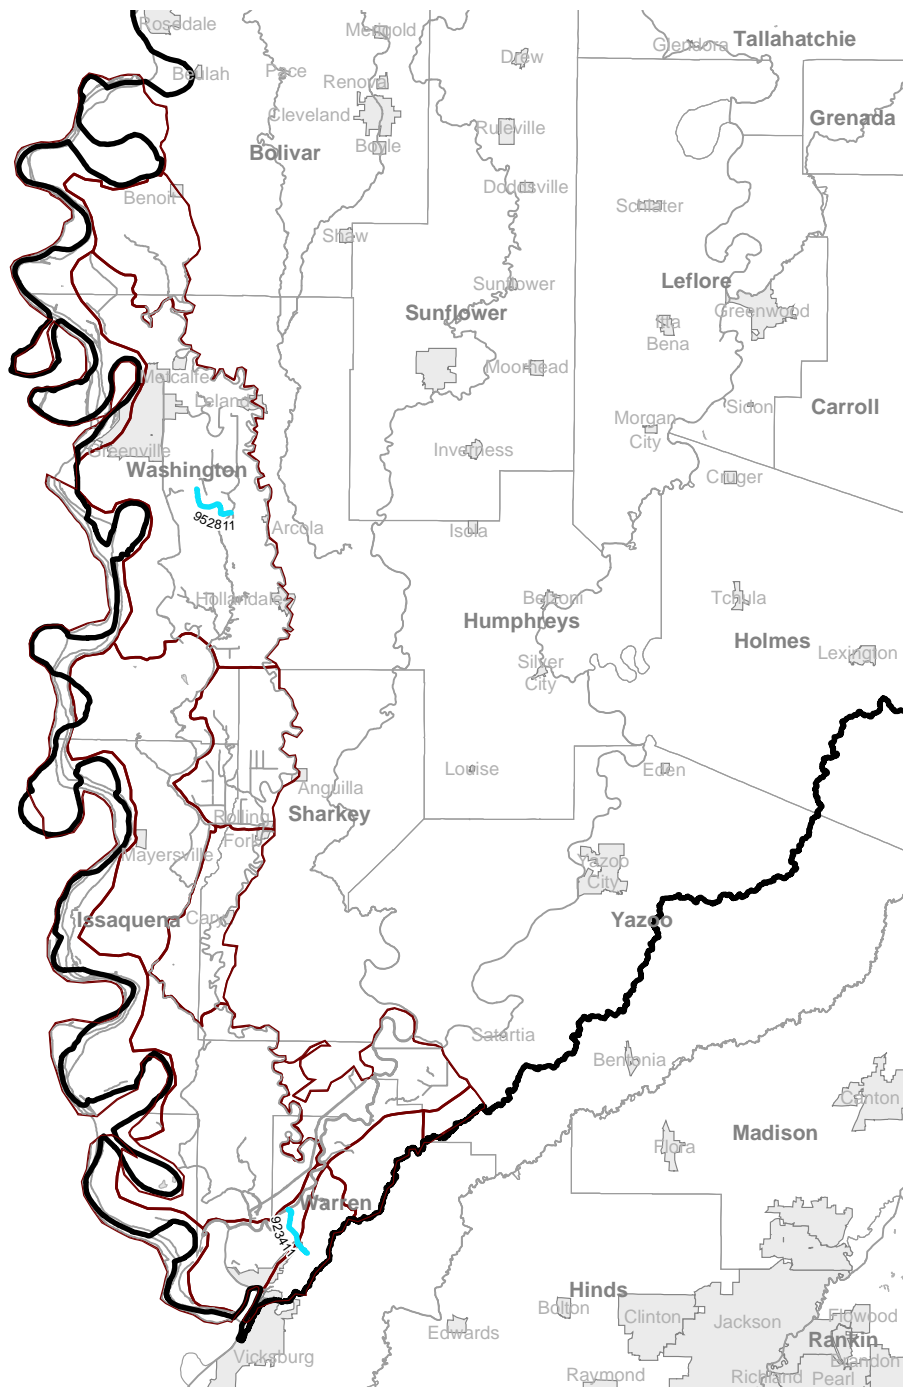 Rosedale
Merigold
Glendora
Tallahatchie
Drew
Beulah
Pace
Renova
Cleveland
Grenada
Ruleville
Boyle
Bolivar
Benoit
Doddsville
Schlater
Shaw
Sunflower
Leflore
Sunflower
Greenwood
Itta
Bena
Metcalfe
Moorhead
Leland
Sidon
Carroll
Morgan
City
Greenville
Inverness
Washington
Cruger
952811
Arcola
Isola
Hollandale
Belzoni
Tchula
Humphreys
Holmes
Lexington
Silver
City
Louise
Eden
Anguilla
Sharkey
Rolling
Fork
Mayersville
Yazoo
City
Issaquena
Cary
Yazoo
Satartia
Bentonia
Canton
Madison
Flora
Warren
923411
Hinds
Bolton
Clinton
Jackson
Flowood
Edwards
Rankin
Vicksburg
Brandon
Raymond
Richland
Pearl